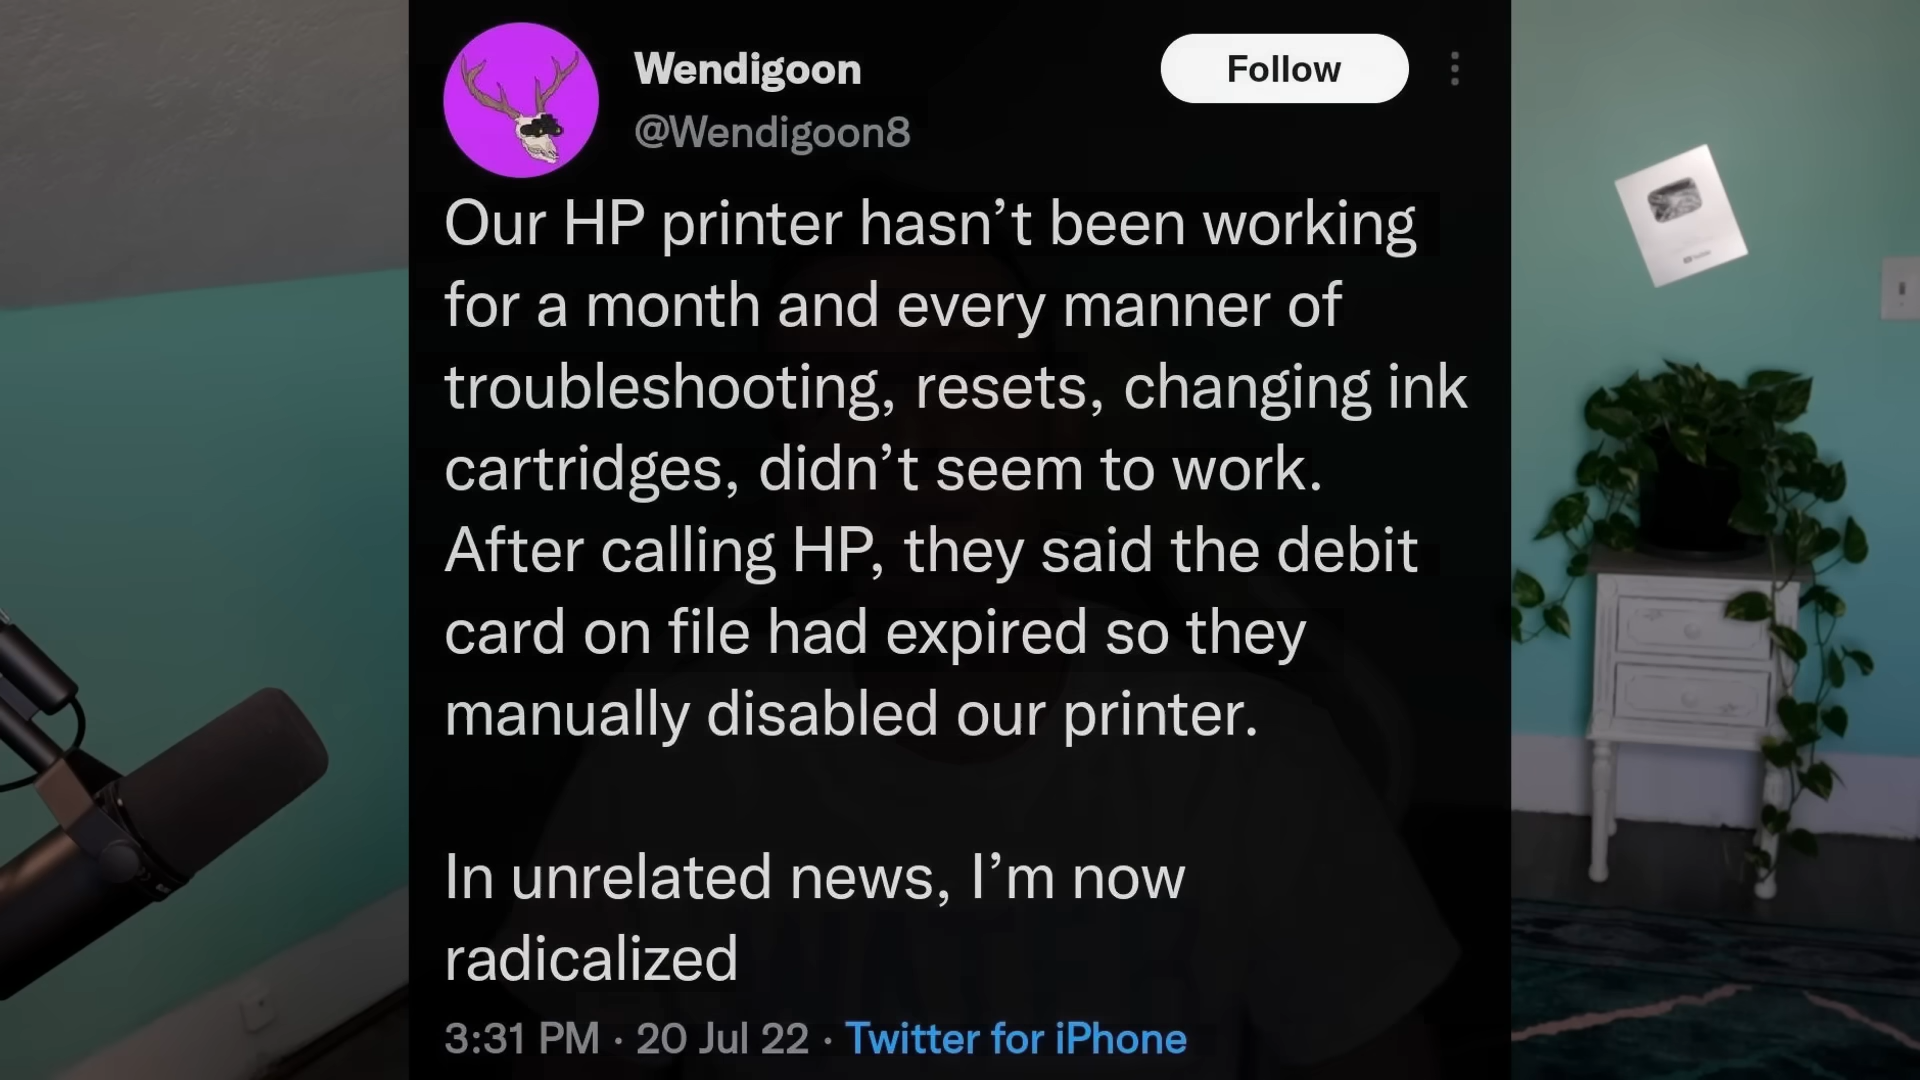 Wendigoon
Follow
@Wendigoon8
Our HP printer hasn’t been working
for a month and every manner of
troubleshooting, resets, changing ink
cartridges, didn’t seem to work.
After calling HP, they said the debit
card on file had expired so they
manually disabled our printer.
In unrelated news, I’m now
radicalized
3:31 PM · 20 Jul 22 · Twitter for iPhone